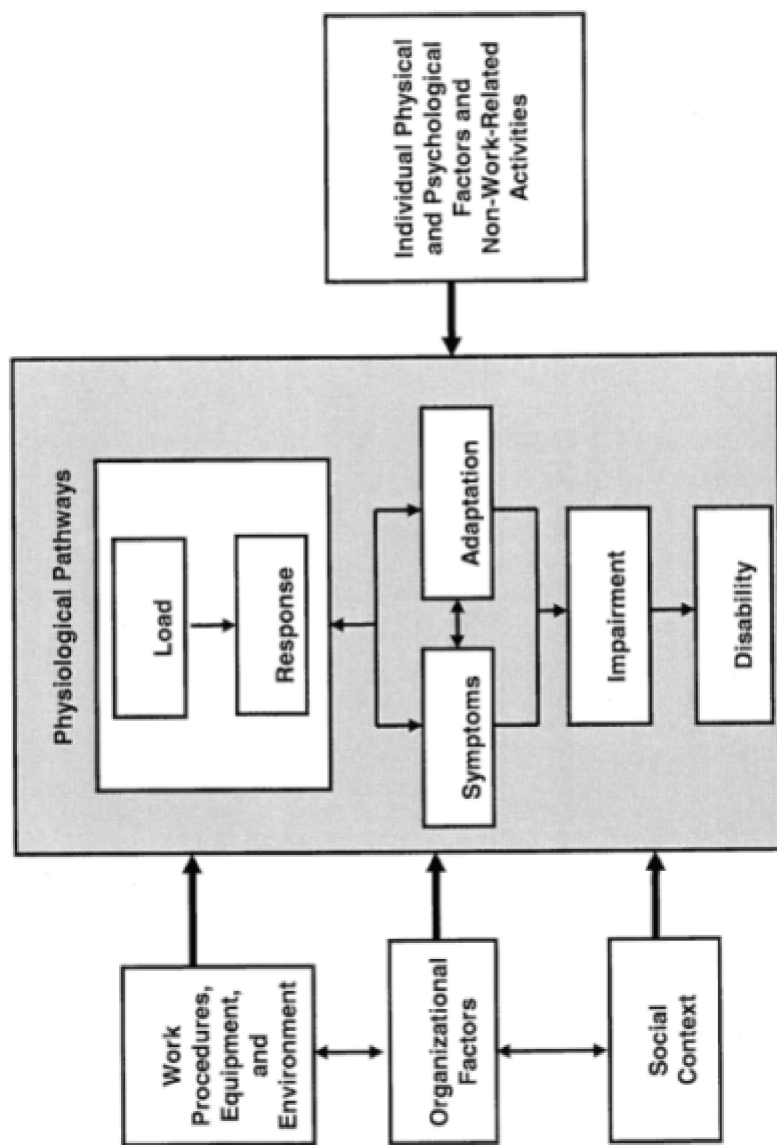 Work
Procedures,
Equipment,
and
Environment
Organizational
Factors
Social
Context
Physiological Pathways
Load
Response
Symptoms
Adaptation
Impairment
Disability
Individual Physical
and Psychological
Factors and
Non-Work-Related
Activities